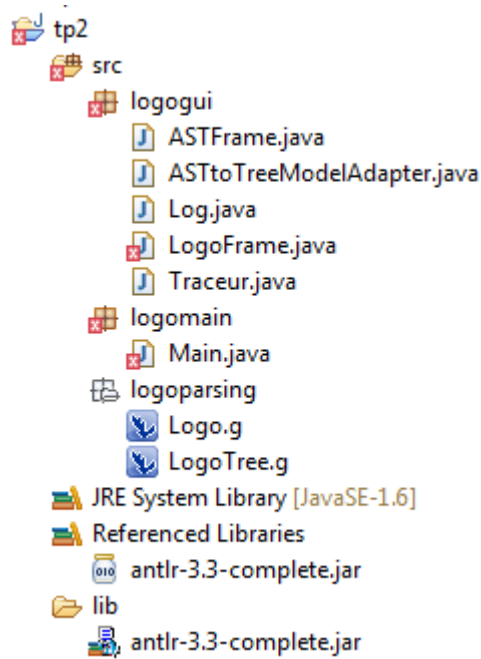 tp2
src
logogui
ASTFrame.java
ASTtoTreeModelAdapter.java
Log.java
LogoFrame.java
Traceur.java
logomain
Main.java
logoparsing
Logo.g
LogoTree.g
JRE System Library [JavaSE-1.6]
Referenced Libraries
antlr-3.3-complete.jar
lib
antlr-3.3-complete.jar